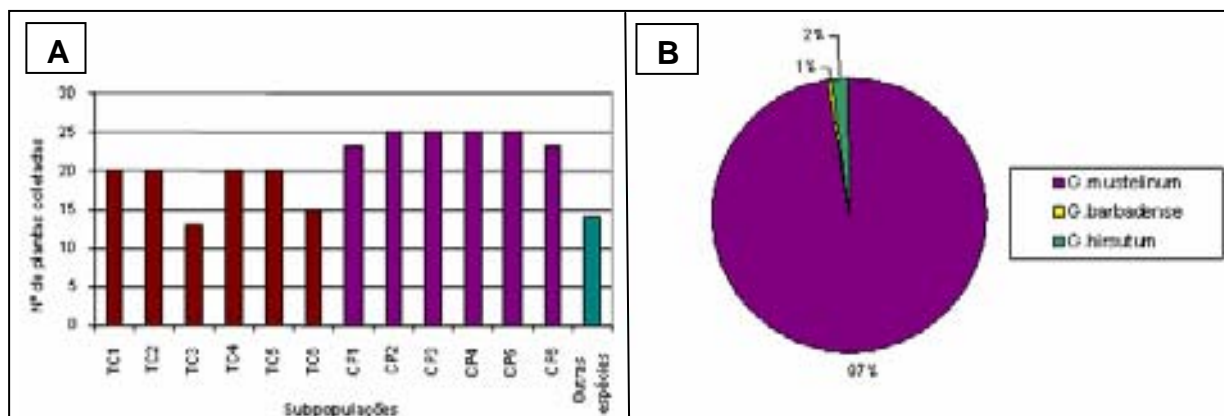 A
30
25
20
15
10
5
0
Nº de plantas coletadas
TC1
TC2
TC3
TC4
TC5
TC6
CP1
CP2
CP3
CP4
CP5
CP6
Outras
espécies
Subpopulações
B
2%
1%
97%
G.mustelinum
G.barbadense
G.hirsutum